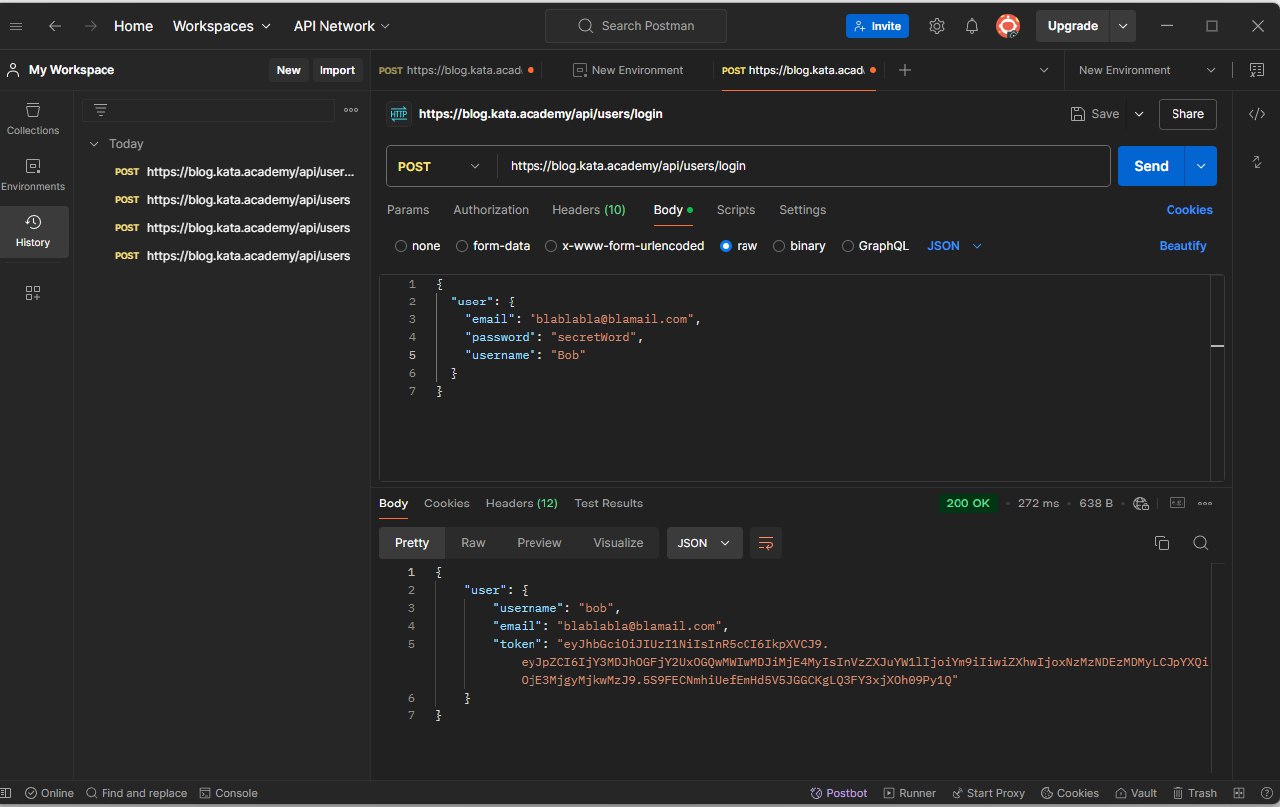 Home Workspaces API Network Search Postman Invite Upgrade
My Workspace New Import POST https://blog.kata.acad New Environment POST https://blog.kata.acad New Environment
HTTP https://blog.kata.academy/api/users/login Save Share
Collections
Environments
History
Today
POST https://blog.kata.academy/api/user...
POST https://blog.kata.academy/api/users
POST https://blog.kata.academy/api/users
POST https://blog.kata.academy/api/users
POST https://blog.kata.academy/api/users/login Send
Params Authorization Headers (10) Body Scripts Settings Cookies
none form-data x-www-form-urlencoded raw binary GraphQL JSON Beautify
1 {
2 "user": {
3 "email": "blablabla@blamail.com",
4 "password": "secretWord",
5 "username": "Bob"
6 }
7 }
Body Cookies Headers (12) Test Results 200 OK 272 ms 638 B e.g.
Pretty Raw Preview Visualize JSON
1 {
2 "user": {
3 "username": "bob",
4 "email": "blablabla@blamail.com",
5 "token": "eyJhbGciOiJIUzI1NiIsInR5cCI6IkpXVCJ9.
6 }
7 }
Online Find and replace Console Postbot Runner Start Proxy Cookies Vault Trash